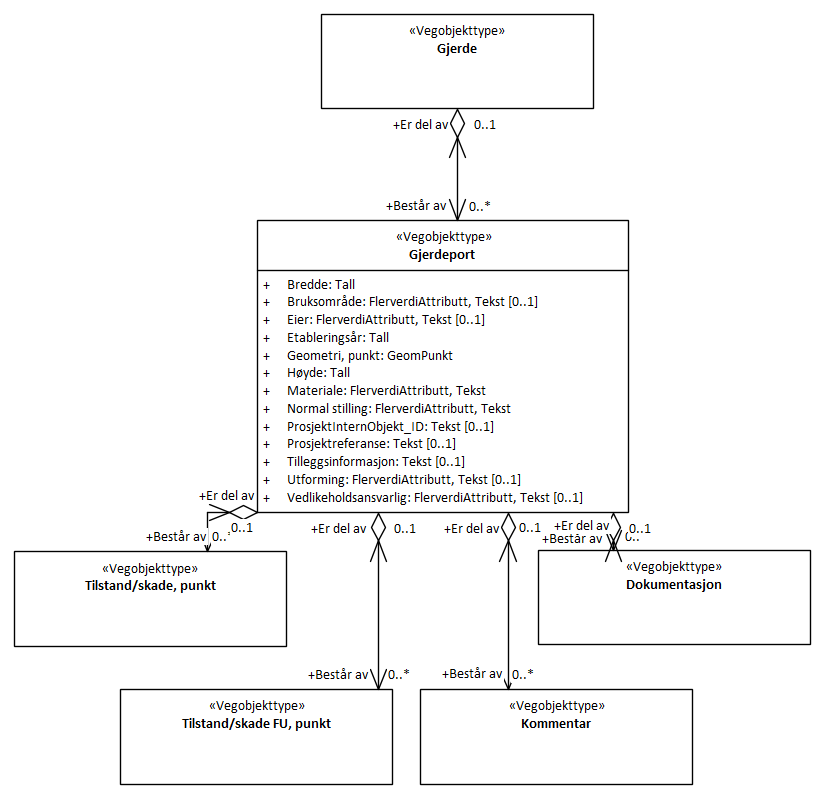 «Vegobjekttype»
Gjerde
+Er del av 0..1
+Består av 0..*
«Vegobjekttype»
Gjerdeport
+ Bredde: Tall
+ Bruksområde: FlerverdiAttributt, Tekst [0..1]
+ Eier: FlerverdiAttributt, Tekst [0..1]
+ Etableringsår: Tall
+ Geometri, punkt: GeomPunkt
+ Høyde: Tall
+ Materiale: FlerverdiAttributt, Tekst
+ Normal stilling: FlerverdiAttributt, Tekst
+ ProsjektInternObjekt_ID: Tekst [0..1]
+ Prosjektreferanse: Tekst [0..1]
+ Tilleggsinformasjon: Tekst [0..1]
+ Utforming: FlerverdiAttributt, Tekst [0..1]
+ Vedlikeholdsansvarlig: FlerverdiAttributt, Tekst [0..1]
+Er del av
0..1
+Består av 0..
+Er del av 0..1
+Er del av 0..1
+Er del av 0..1
+Består av 0..
«Vegobjekttype»
Tilstand/skade, punkt
«Vegobjekttype»
Dokumentasjon
+Består av 0..*
+Består av 0..*
«Vegobjekttype»
Tilstand/skade FU, punkt
«Vegobjekttype»
Kommentar